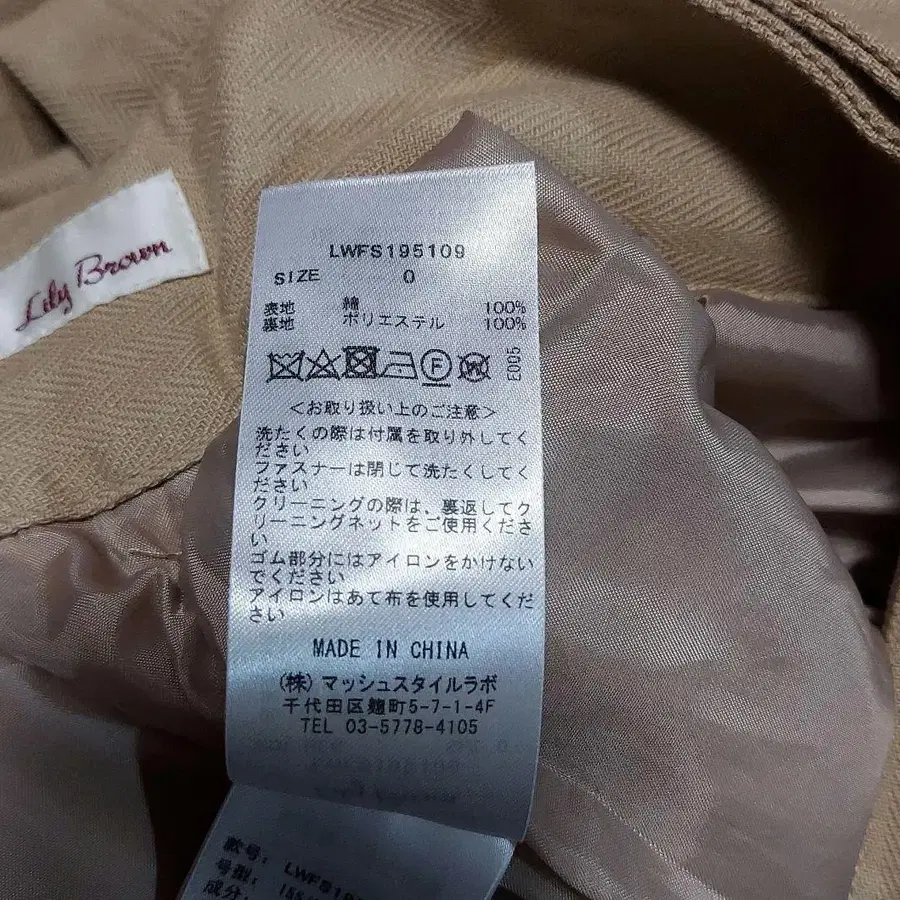 Lily Brown
LWFS195109
SIZE 0
表地 綿 100%
裏地 ポリエステル 100%
F
W
E005
<お取り扱い上のご注意>
洗たくの際は付属を取り外してく
ださい
ファスナーは閉じて洗たくしてく
ださい
クリーニングの際は、裏返してク
リーニングネットをご使用くださ
い
ゴム部分にはアイロンをかけない
でください
アイロンはあて布を使用してくだ
さい
MADE IN CHINA
(株)マッシュスタイルラボ
千代田区麹町5-7-1-4F
TEL 03-5778-4105
款号: LWFS19
号型:
成分: